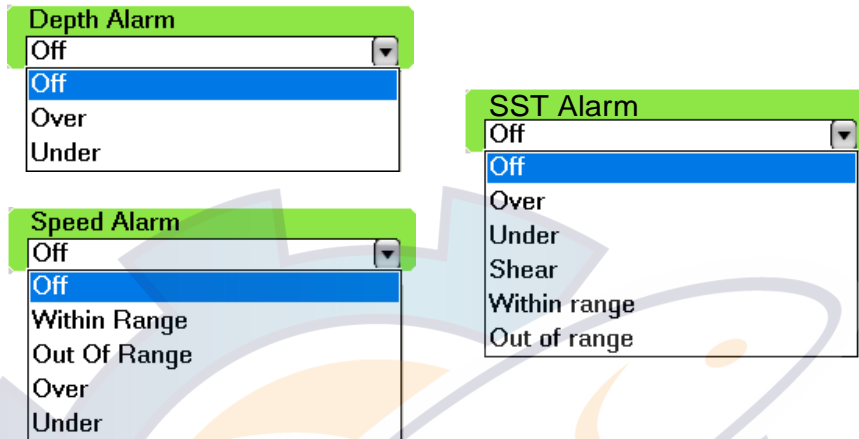 Depth Alarm
Off
Off
Over
Under
Speed Alarm
Off
Off
Within Range
Out Of Range
Over
Under
SST Alarm
Off
Off
Over
Under
Shear
Within range
Out of range